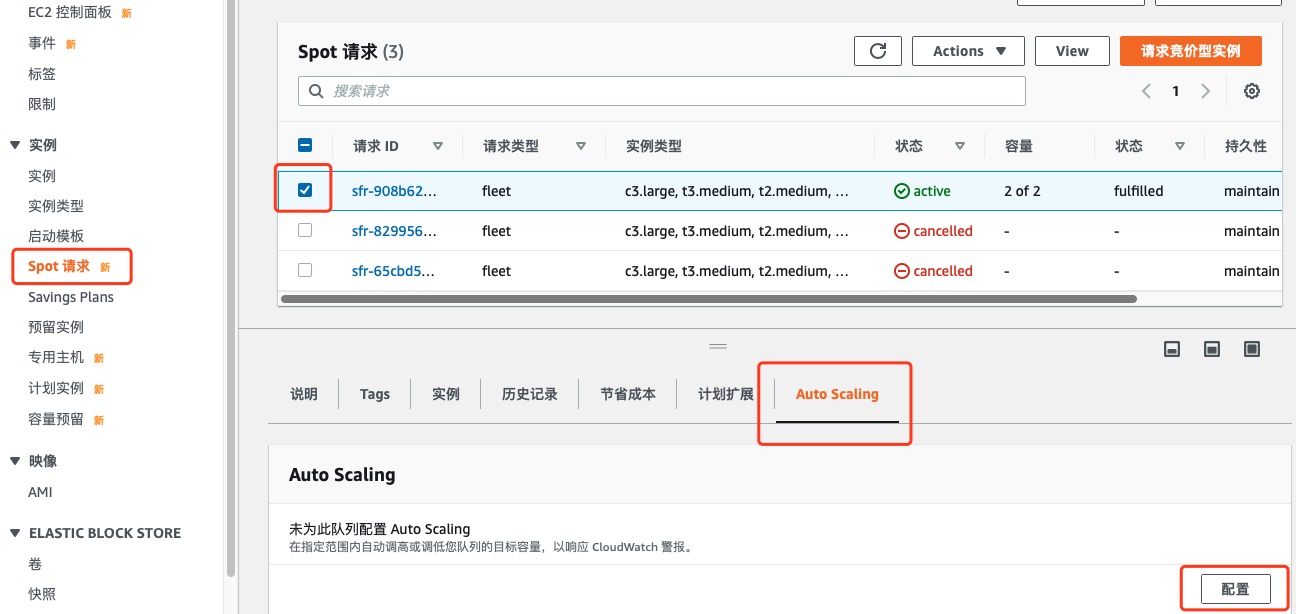 EC2 控制面板 新
事件 新
标签
限制
实例
实例
实例类型
启动模板
Spot 请求 新
Savings Plans
预留实例
专用主机 新
计划实例 新
容量预留 新
映像
AMI
ELASTIC BLOCK STORE
卷
快照
Spot 请求 (3)
Actions
View
请求竞价型实例
搜索请求
1
请求 ID 请求类型 实例类型 状态 容量 状态 持久性
sfr-908b62... fleet c3.large, t3.medium, t2.medium, ... active 2 of 2 fulfilled maintain
sfr-829956... fleet c3.large, t3.medium, t2.medium, ... cancelled - - maintain
sfr-65cbd5... fleet c3.large, t3.medium, t2.medium, ... cancelled - - maintain
说明 Tags 实例 历史记录 节省成本 计划扩展 Auto Scaling
Auto Scaling
未为此队列配置 Auto Scaling
在指定范围内自动调高或调低您队列的目标容量，以响应 CloudWatch 警报。
配置